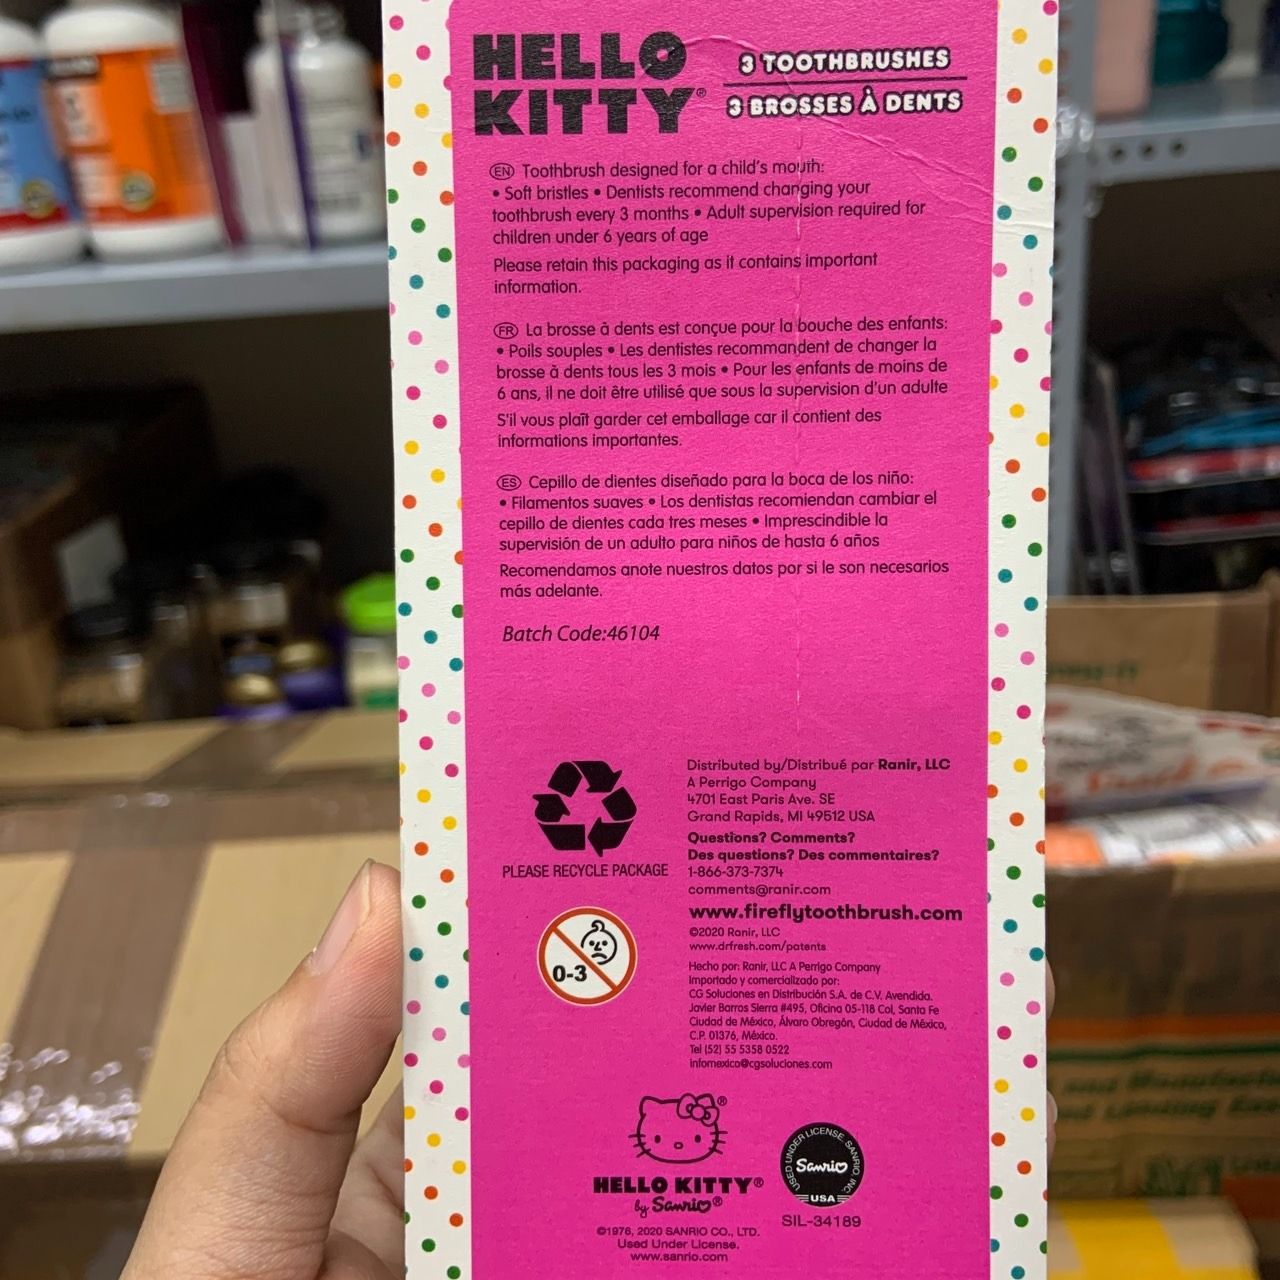 HELLO
KITTY®
3 TOOTHBRUSHES
3 BROSSES À DENTS
EN Toothbrush designed for a child's mouth:
• Soft bristles • Dentists recommend changing your
toothbrush every 3 months • Adult supervision required for
children under 6 years of age
Please retain this packaging as it contains important
information.
FR La brosse à dents est conçue pour la bouche des enfants:
• Poils souples • Les dentistes recommandent de changer la
brosse à dents tous les 3 mois • Pour les enfants de moins de
6 ans, il ne doit être utilisé que sous la supervision d'un adulte
S'il vous plaît garder cet emballage car il contient des
informations importantes.
ES Cepillo de dientes diseñado para la boca de los niño:
• Filamentos suaves • Los dentistas recomiendan cambiar el
cepillo de dientes cada tres meses • Imprescindible la
supervisión de un adulto para niños de hasta 6 años
Recomendamos anote nuestros datos por si le son necesarios
más adelante.
Batch Code:46104
PLEASE RECYCLE PACKAGE
0-3
Distributed by/Distribué par Ranir, LLC
A Perrigo Company
4701 East Paris Ave. SE
Grand Rapids, MI 49512 USA
Questions? Comments?
Des questions? Des commentaires?
1-866-373-7374
comments@ranir.com
www.fireflytoothbrush.com
©2020 Ranir, LLC
www.drfresh.com/patents
Hecho por: Ranir, LLC A Perrigo Company
Importado y comercializado por:
CG Soluciones en Distribución S.A. de C.V. Avendida.
Javier Barros Sierra #495, Oficina 05-118 Col, Santa Fe
Ciudad de México, Álvaro Obregón, Ciudad de México,
C.P. 01376, México.
Tel (52) 55 5358 0522
infomexico@cgsoluciones.com
®
HELLO KITTY®
by Sanrio®
©1976, 2020 SANRIO CO., LTD.
Used Under License.
www.sanrio.com
USED UNDER LICENSE, SANRIO INC.
Sanrio
USA
SIL-34189